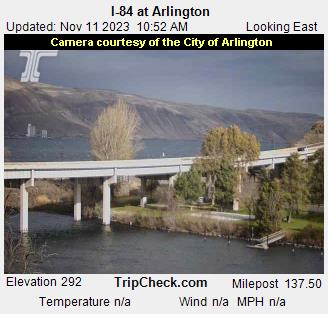 I-84 at Arlington
Updated: Nov 11 2023 10:52 AM Looking East
Camera courtesy of the City of Arlington
Elevation 292 TripCheck.com Milepost 137.50
Temperature n/a Wind n/a MPH n/a